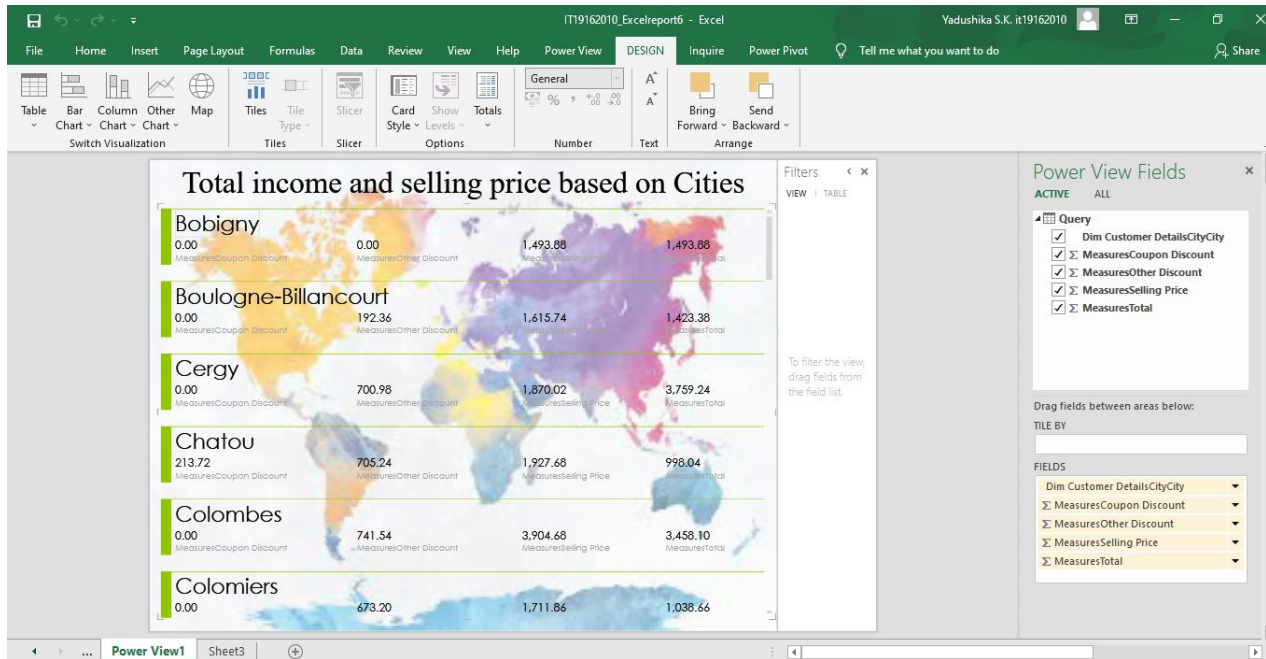 IT19162010_Excelreport6 - Excel
Yadushika S.K. it19162010
File Home Insert Page Layout Formulas Data Review View Help Power View DESIGN Inquire Power Pivot Tell me what you want to do Share
General
Table Bar Chart Column Chart Other Chart Map Tiles Tile Type Slicer Card Style Show Levels Totals % Bring Forward Send Backward
Switch Visualization Tiles Slicer Options Number Text Arrange
Total income and selling price based on Cities
Bobigny
0.00 0.00 1,493.88 1,493.88
MeasuresCoupon Discount MeasuresOther Discount MeasuresSelling Price MeasuresTotal
Boulogne-Billancourt
0.00 192.36 1,615.74 1,423.38
MeasuresCoupon Discount MeasuresOther Discount MeasuresSelling Price MeasuresTotal
Cergy
0.00 700.98 1,870.02 3,759.24
MeasuresCoupon Discount MeasuresOther Discount MeasuresSelling Price MeasuresTotal
Chatou
213.72 705.24 1,927.68 998.04
MeasuresCoupon Discount MeasuresOther Discount MeasuresSelling Price MeasuresTotal
Colombes
0.00 741.54 3,904.68 3,458.10
MeasuresCoupon Discount MeasuresOther Discount MeasuresSelling Price MeasuresTotal
Colomiers
0.00 673.20 1,711.86 1,038.66
Filters
VIEW | TABLE
To filter the view,
drag fields from
the field list.
Power View Fields
ACTIVE ALL
Query
Dim Customer DetailsCityCity
Σ MeasuresCoupon Discount
Σ MeasuresOther Discount
Σ MeasuresSelling Price
Σ MeasuresTotal
Drag fields between areas below:
TILE BY
FIELDS
Dim Customer DetailsCityCity
Σ MeasuresCoupon Discount
Σ MeasuresOther Discount
Σ MeasuresSelling Price
Σ MeasuresTotal
... Power View1 Sheet3